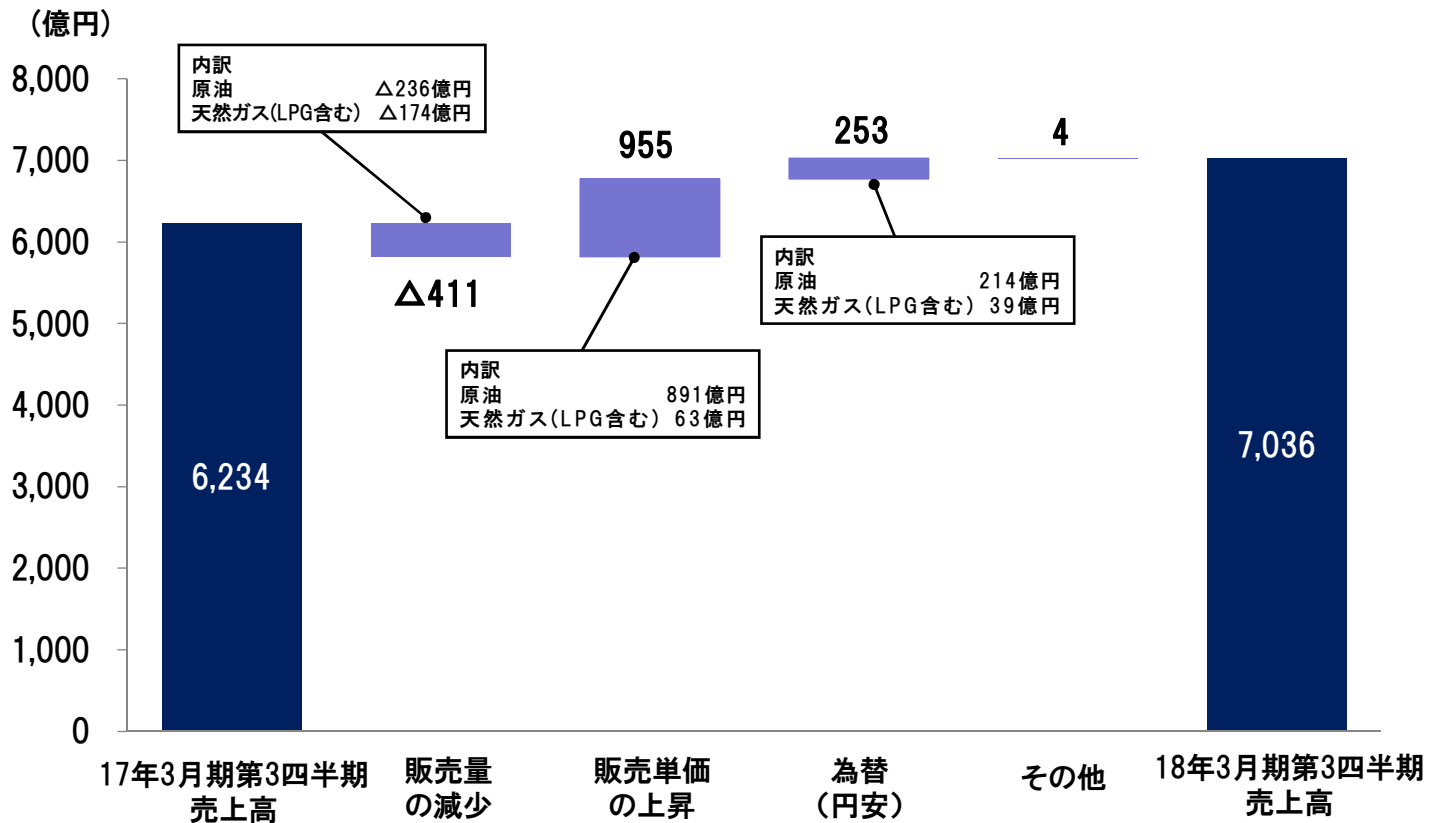 (億円)
8,000
7,000
6,000
5,000
4,000
3,000
2,000
1,000
0
内訳
原油 △236億円
天然ガス(LPG含む) △174億円
955
253
4
△411
内訳
原油 214億円
天然ガス(LPG含む) 39億円
内訳
原油 891億円
天然ガス(LPG含む) 63億円
6,234
7,036
17年3月期第3四半期
売上高
販売量
の減少
販売単価
の上昇
為替
(円安)
その他
18年3月期第3四半期
売上高